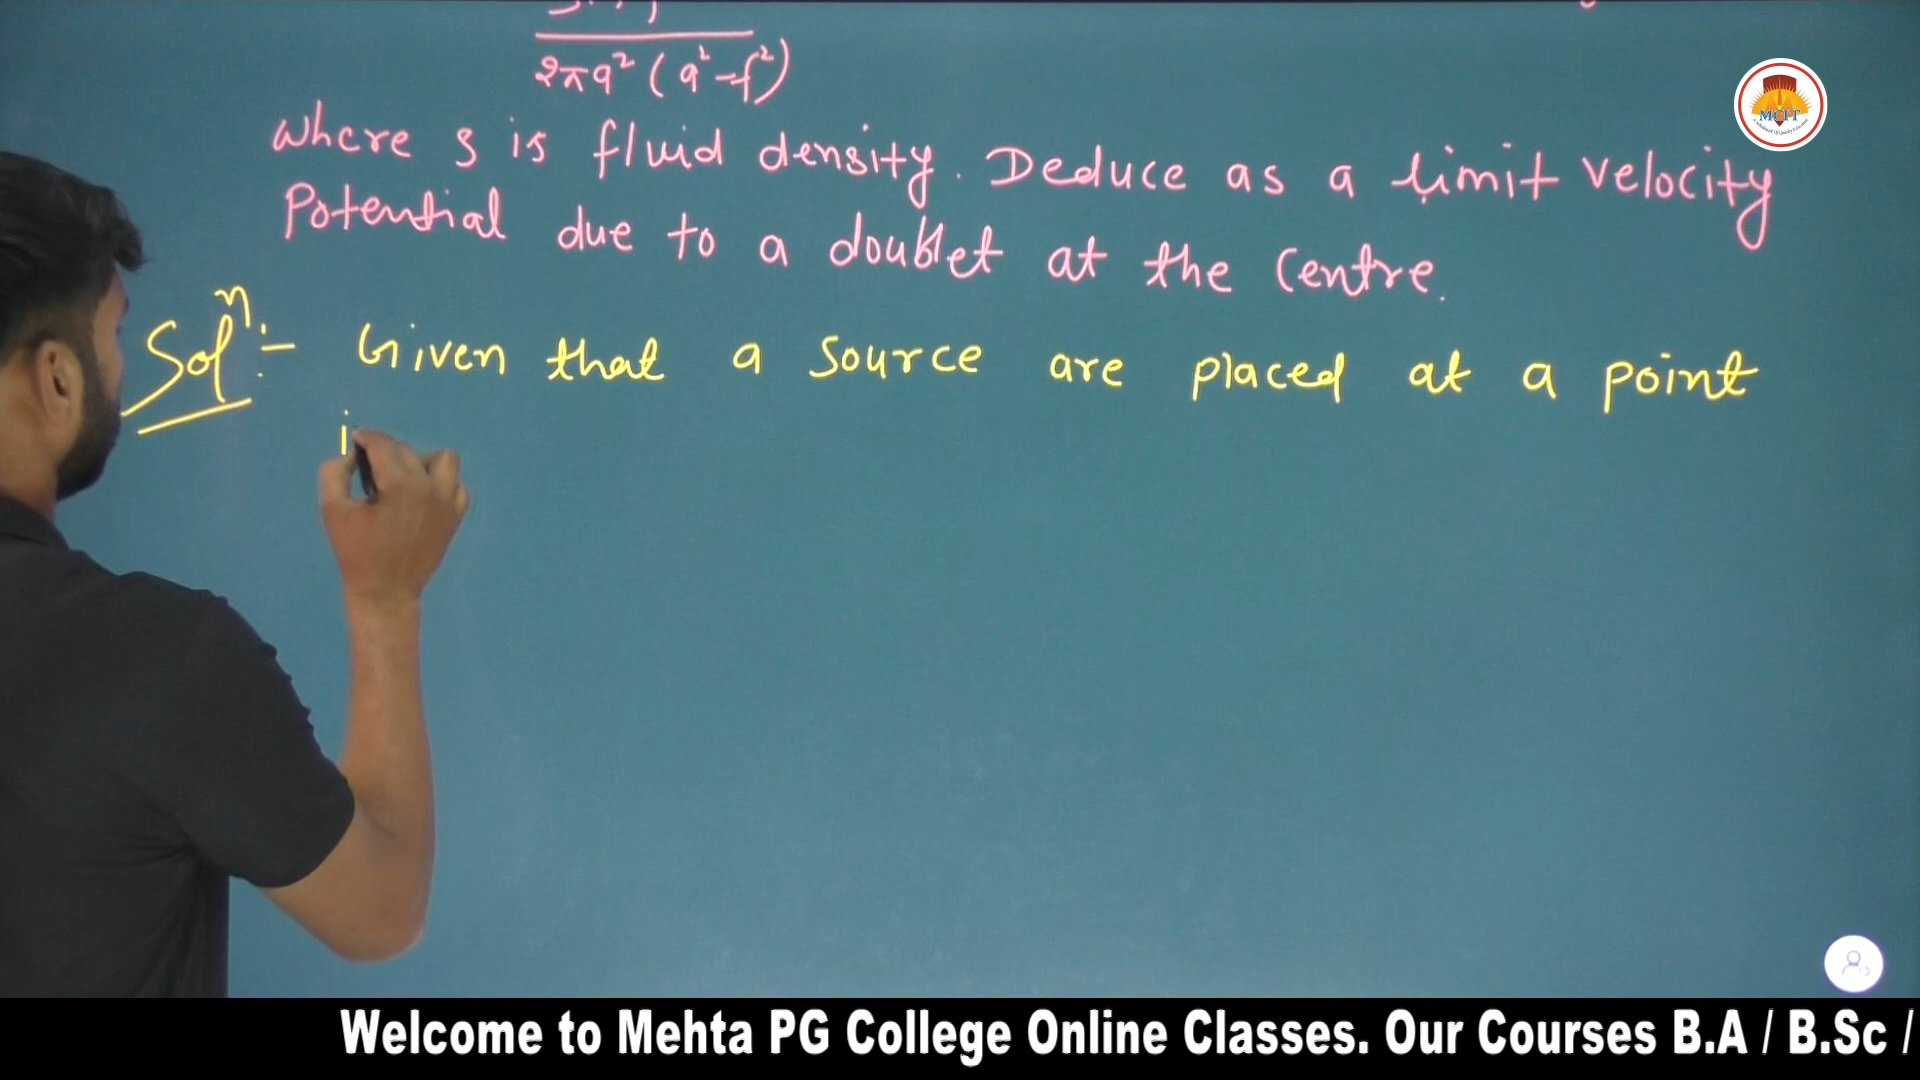 2πa² (a²-f²)
where s is fluid density. Deduce as a limit velocity
Potential due to a doublet at the centre.
Solⁿ:- Given that a source are placed at a point
i
MCPT
Welcome to Mehta PG College Online Classes. Our Courses B.A / B.Sc /